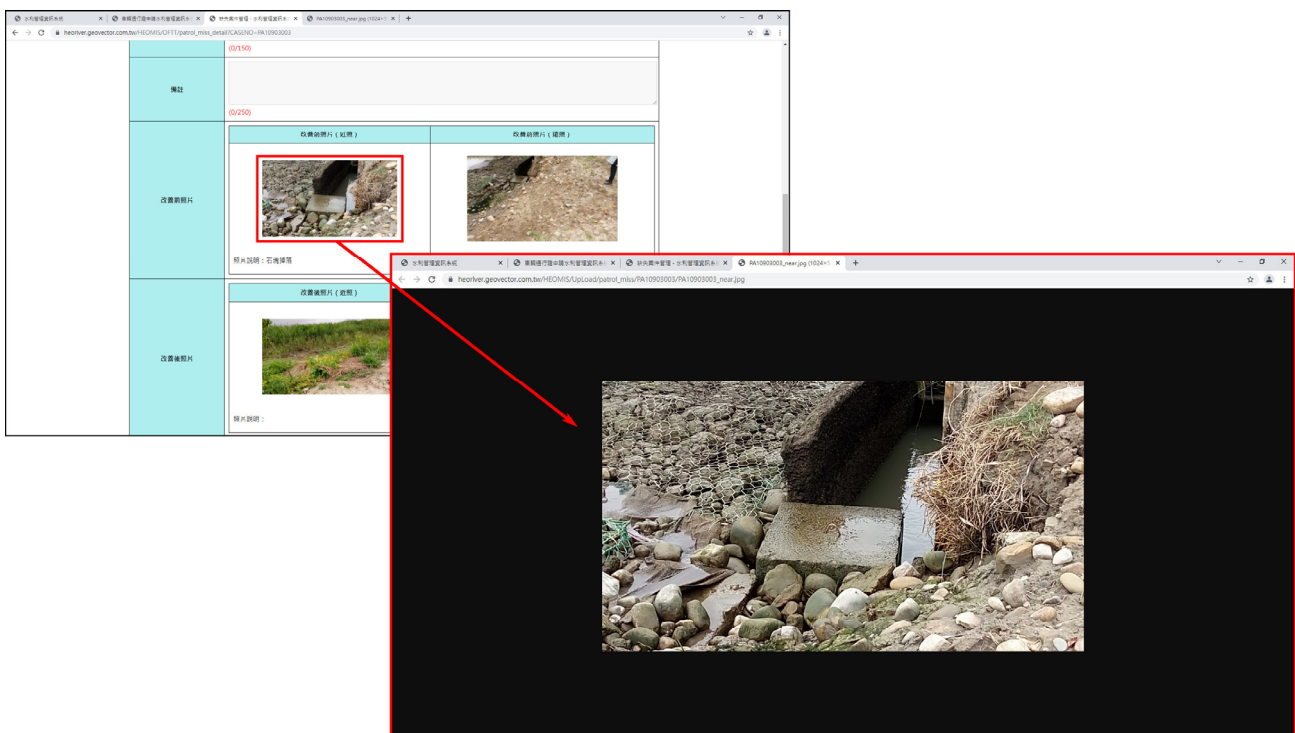 水利管理資訊系統
車輛通行證申請水利管理資訊系
缺失案件管理 - 水利管理資訊系
PA10903003_near.jpg (1024×5
heoriver.geovector.com.tw/HEOMIS/OFTT/patrol_miss_detail?CASENO=PA10903003
(0/150)
備註
(0/250)
改善前照片
改善前照片 ( 近照 )
改善前照片 ( 遠照 )
照片說明：石塊掉落
改善後照片
改善後照片 ( 近照 )
照片說明：
水利管理資訊系統
車輛通行證申請水利管理資訊系
缺失案件管理 - 水利管理資訊系
PA10903003_near.jpg (1024×5
heoriver.geovector.com.tw/HEOMIS/UpLoad/patrol_miss/PA10903003/PA10903003_near.jpg